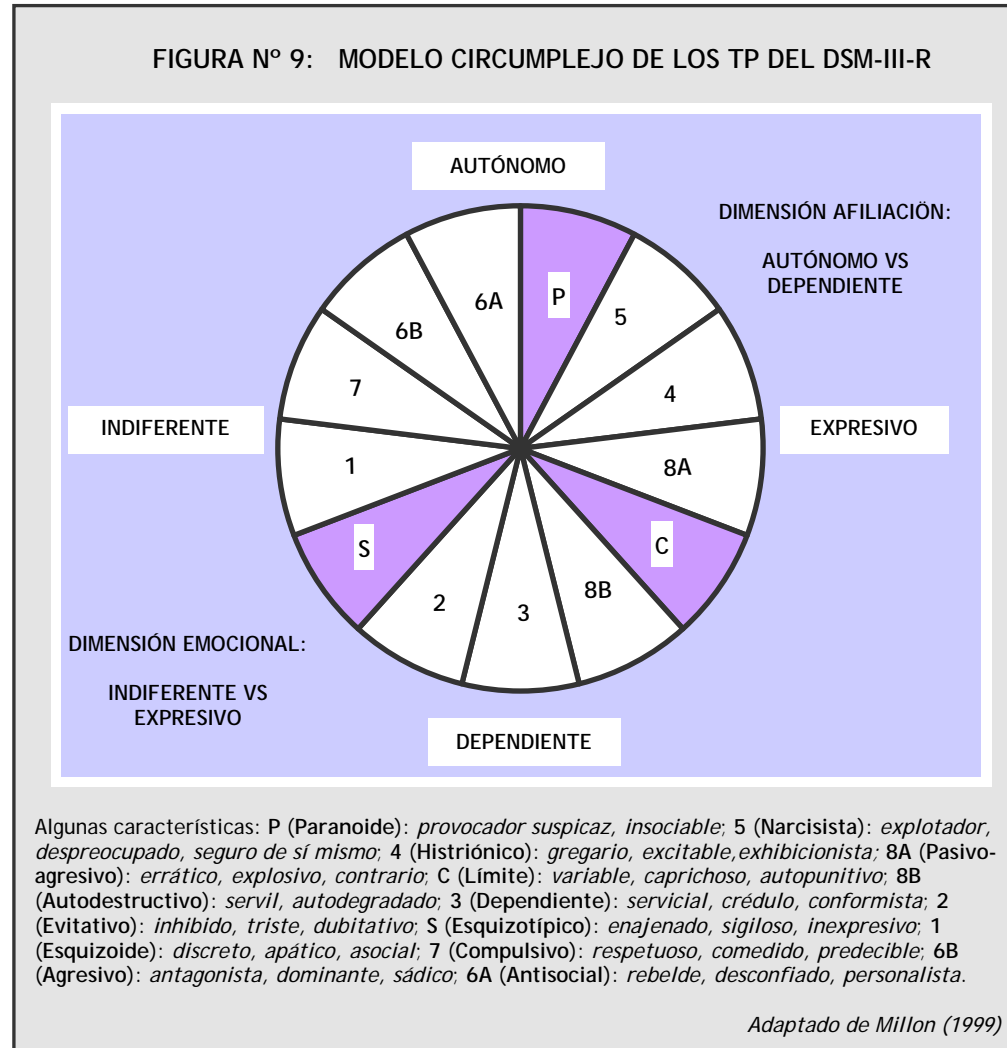 FIGURA Nº 9: MODELO CIRCUMPLEJO DE LOS TP DEL DSM-III-R
AUTÓNOMO
DIMENSIÓN AFILIACIÖN:
AUTÓNOMO VS
DEPENDIENTE
6A
P
6B
5
7
4
INDIFERENTE
EXPRESIVO
1
8A
S
C
2
3
8B
DIMENSIÓN EMOCIONAL:
INDIFERENTE VS
EXPRESIVO
DEPENDIENTE
Algunas características: P (Paranoide): provocador suspicaz, insociable; 5 (Narcisista): explotador,
despreocupado, seguro de sí mismo; 4 (Histriónico): gregario, excitable,exhibicionista; 8A (Pasivo-
agresivo): errático, explosivo, contrario; C (Límite): variable, caprichoso, autopunitivo; 8B
(Autodestructivo): servil, autodegradado; 3 (Dependiente): servicial, crédulo, conformista; 2
(Evitativo): inhibido, triste, dubitativo; S (Esquizotípico): enajenado, sigiloso, inexpresivo; 1
(Esquizoide): discreto, apático, asocial; 7 (Compulsivo): respetuoso, comedido, predecible; 6B
(Agresivo): antagonista, dominante, sádico; 6A (Antisocial): rebelde, desconfiado, personalista.
Adaptado de Millon (1999)